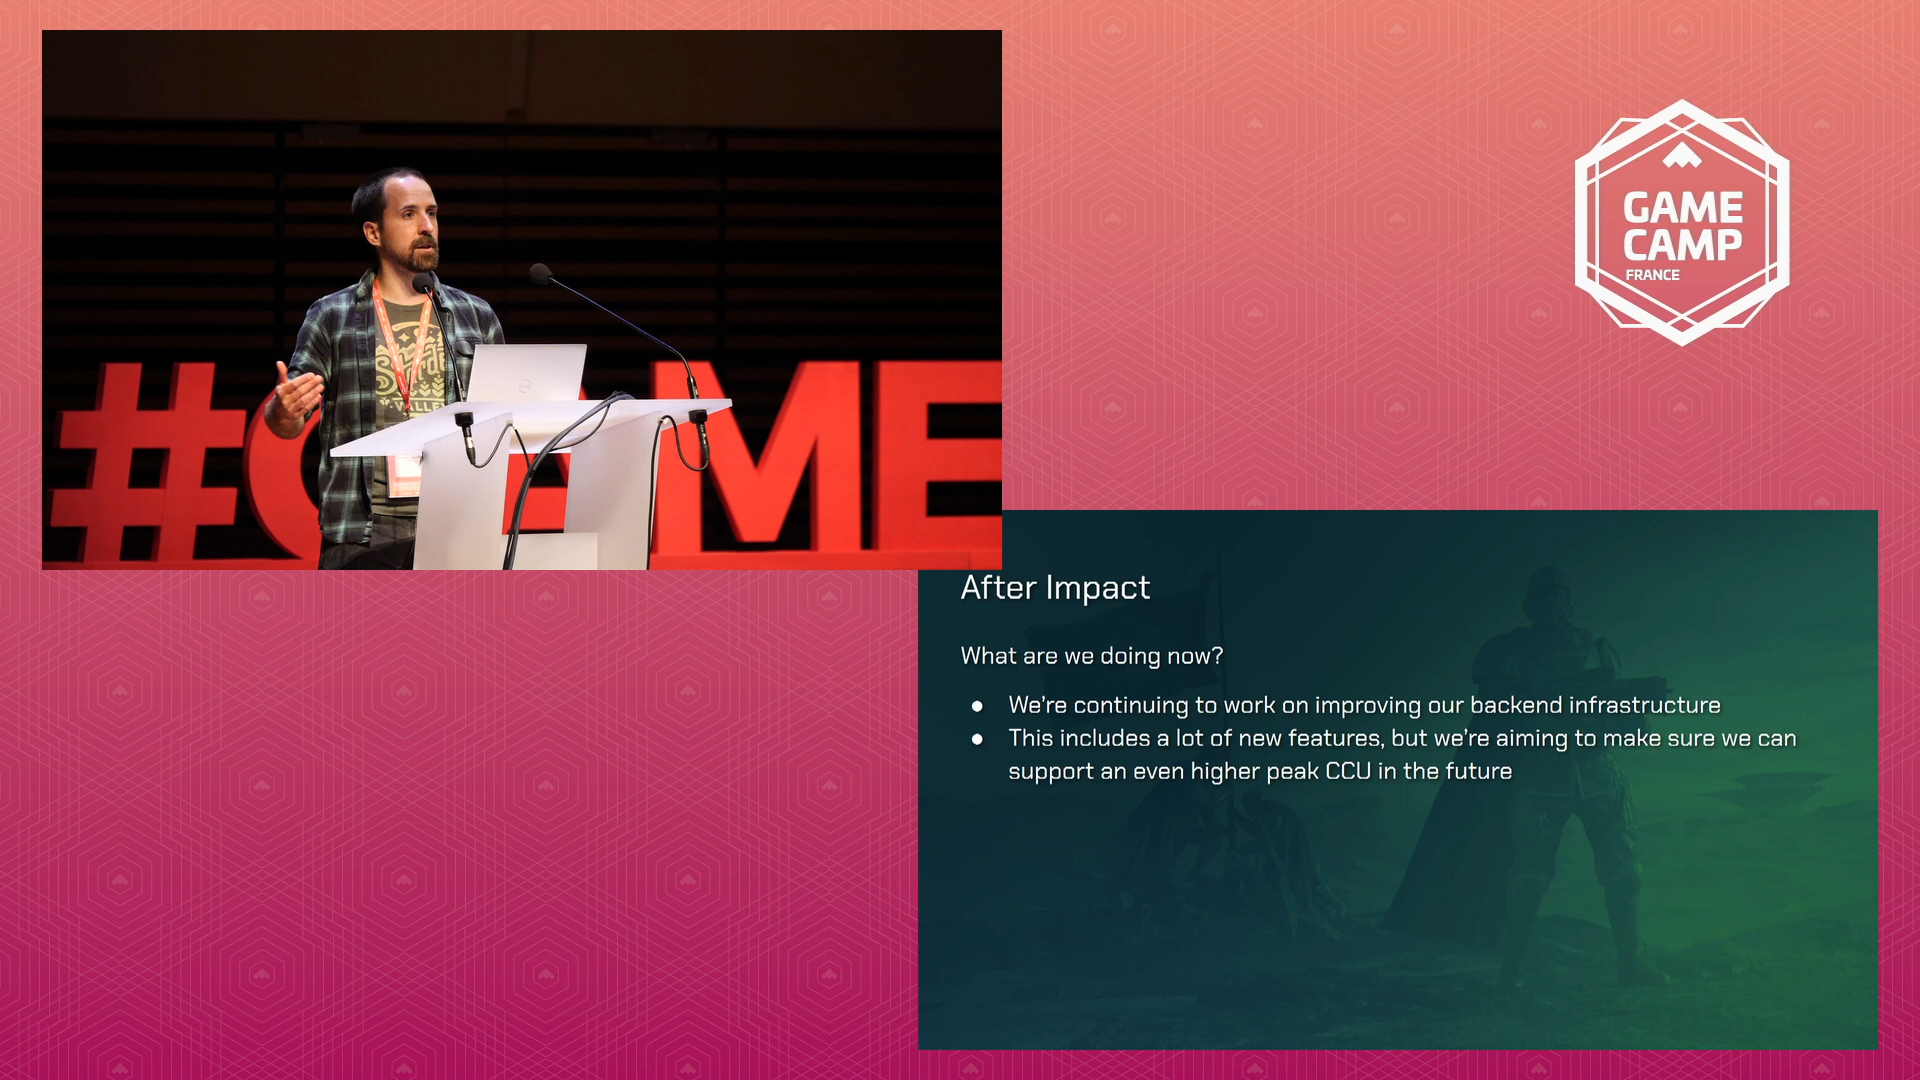 GAME
CAMP
FRANCE
#GAME
VALLEY
After Impact
What are we doing now?
● We're continuing to work on improving our backend infrastructure
● This includes a lot of new features, but we're aiming to make sure we can
support an even higher peak CCU in the future